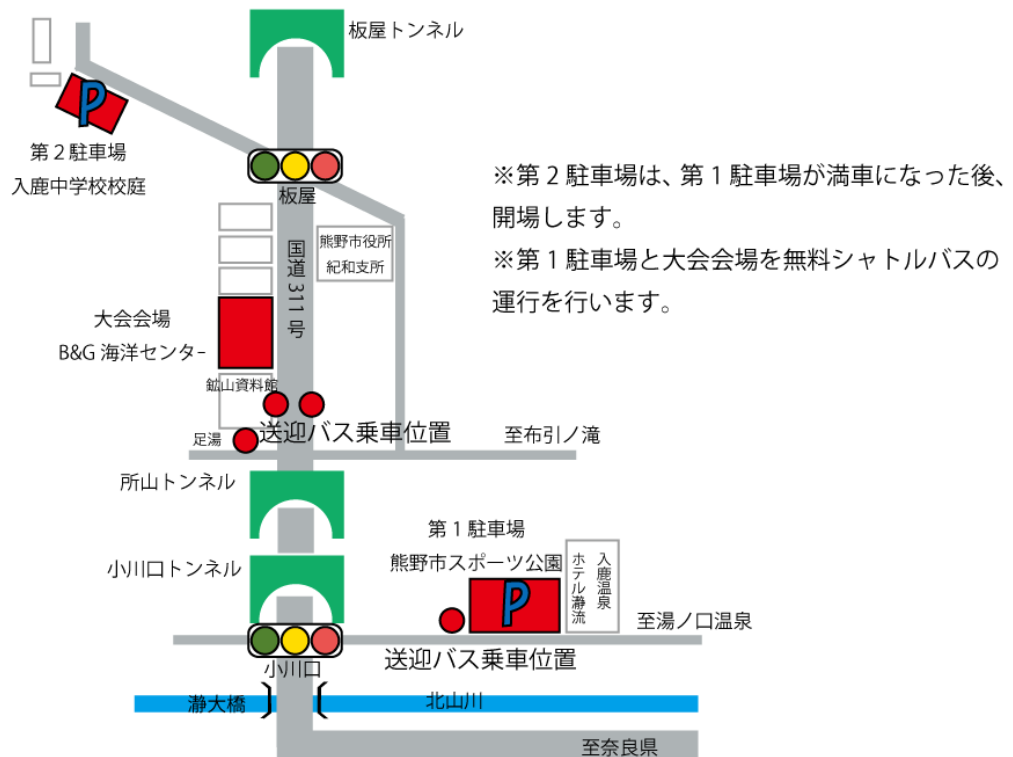 板屋トンネル
P
第2駐車場
入鹿中学校校庭
板屋
※第2駐車場は、第1駐車場が満車になった後、
開場します。
※第1駐車場と大会会場を無料シャトルバスの
運行を行います。
国道311号
熊野市役所
紀和支所
大会会場
B&G海洋センター
鉱山資料館
足湯
送迎バス乗車位置
至布引ノ滝
所山トンネル
第1駐車場
熊野市スポーツ公園
P
入鹿温泉
ホテル瀞流
小川口トンネル
至湯ノ口温泉
小川口
送迎バス乗車位置
瀞大橋
北山川
至奈良県